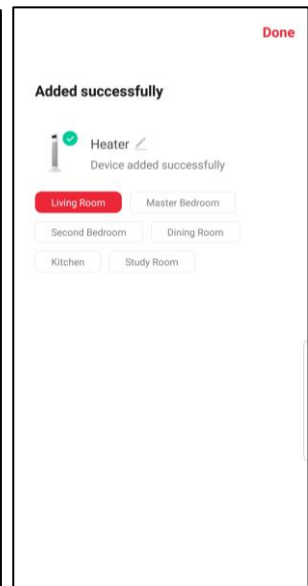 Done
Added successfully
Heater
Device added successfully
Living Room Master Bedroom
Second Bedroom Dining Room
Kitchen Study Room